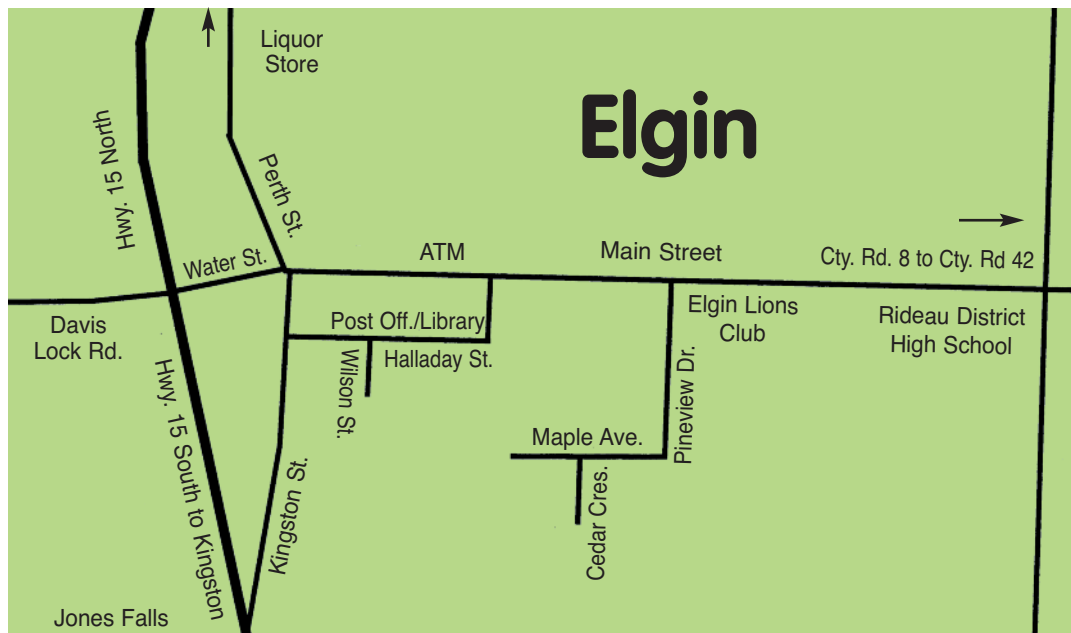 Liquor
Store
Elgin
Hwy. 15 North
Perth St.
Water St.
ATM
Main Street
Cty. Rd. 8 to Cty. Rd 42
Davis
Lock Rd.
Post Off./Library
Elgin Lions
Club
Rideau District
High School
Halladay St.
Wilson St.
Pineview Dr.
Hwy. 15 South to Kingston
Maple Ave.
Kingston St.
Cedar Cres.
Jones Falls